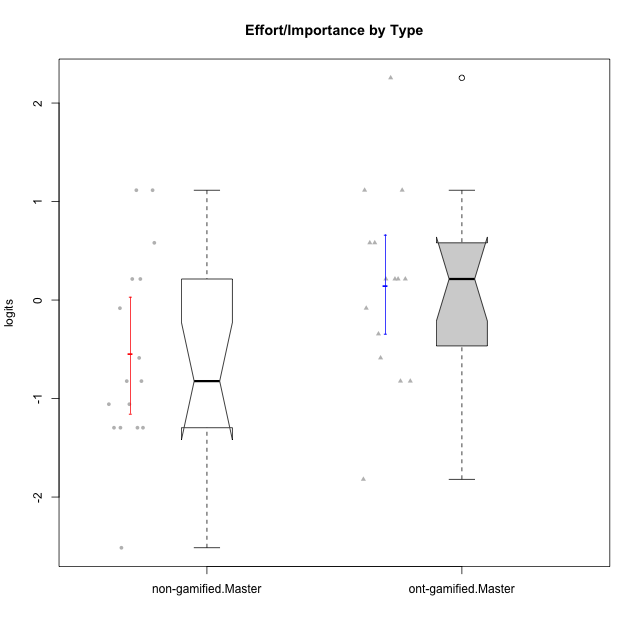 Effort/Importance by Type
logits
2
1
0
-1
-2
non-gamified.Master
ont-gamified.Master